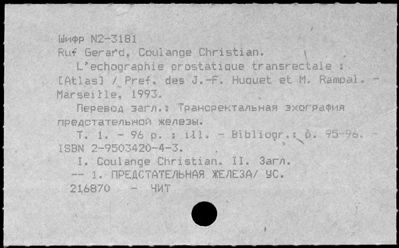 Шифр N2-3181
Ruf Gerard, Coulange Christian.
L'echographie prostatique transrectale :
[Atlas] / Pref. des J.-F. Huguet et M. Rampal. -
Marseille, 1993.
Перевод загл.: Трансректальная эхография
предстательной железы.
Т. 1. - 96 p. : ill. - Bibliogr.: p. 95-96. -
ISBN 2-9503420-4-3.
I. Coulange Christian. II. Загл.
-- 1. ПРЕДСТАТЕЛЬНАЯ ЖЕЛЕЗА/ УС.
216870 - ЧИТ